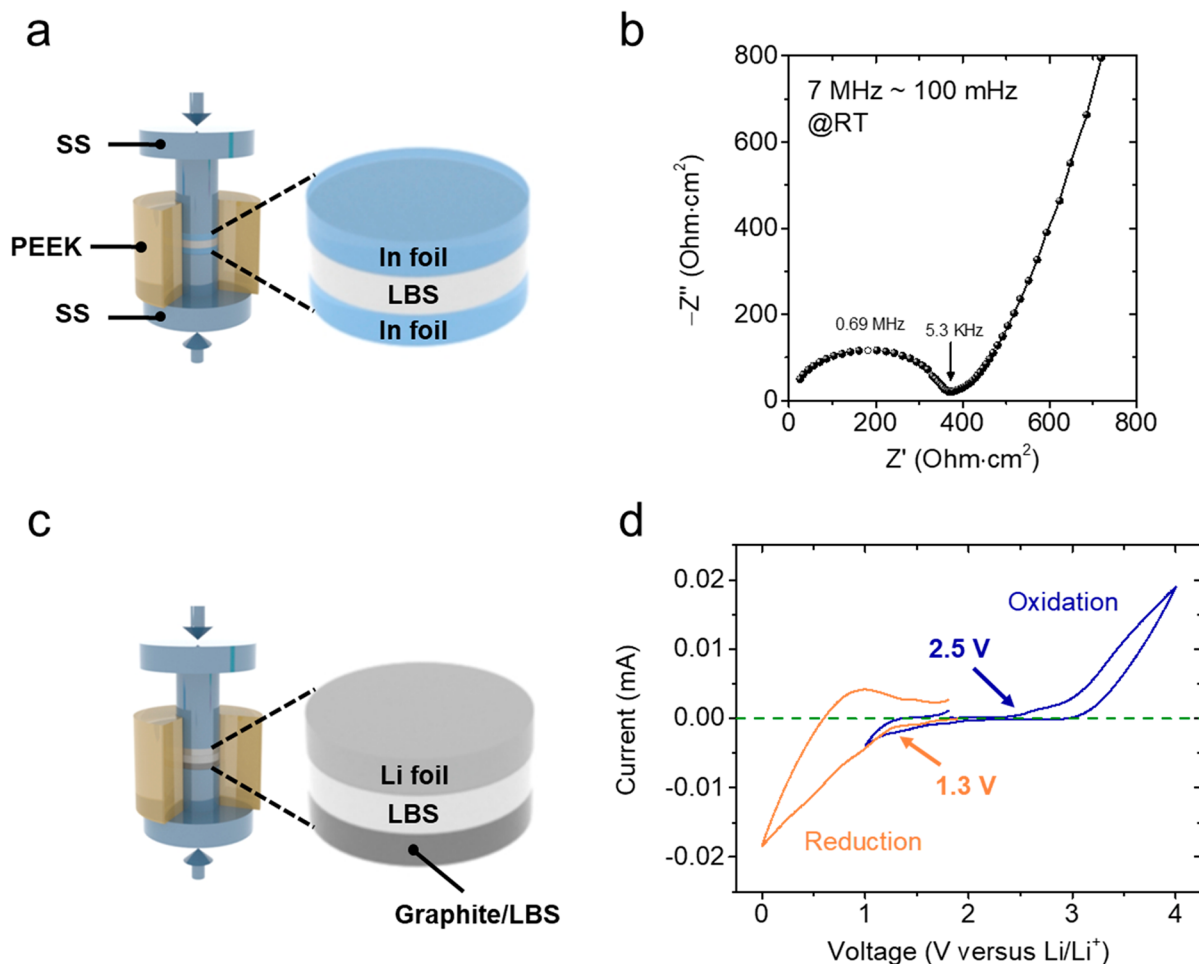 a
SS
PEEK
SS
In foil
LBS
In foil
b
7 MHz ~ 100 mHz
@RT
0.69 MHz
5.3 KHz
800
600
400
200
0
0
200
400
600
800
−Z" (Ohm·cm²)
Z' (Ohm·cm²)
c
Li foil
LBS
Graphite/LBS
d
0.02
0.01
0.00
-0.01
-0.02
Oxidation
2.5 V
1.3 V
Reduction
0
1
2
3
4
Current (mA)
Voltage (V versus Li/Li⁺)